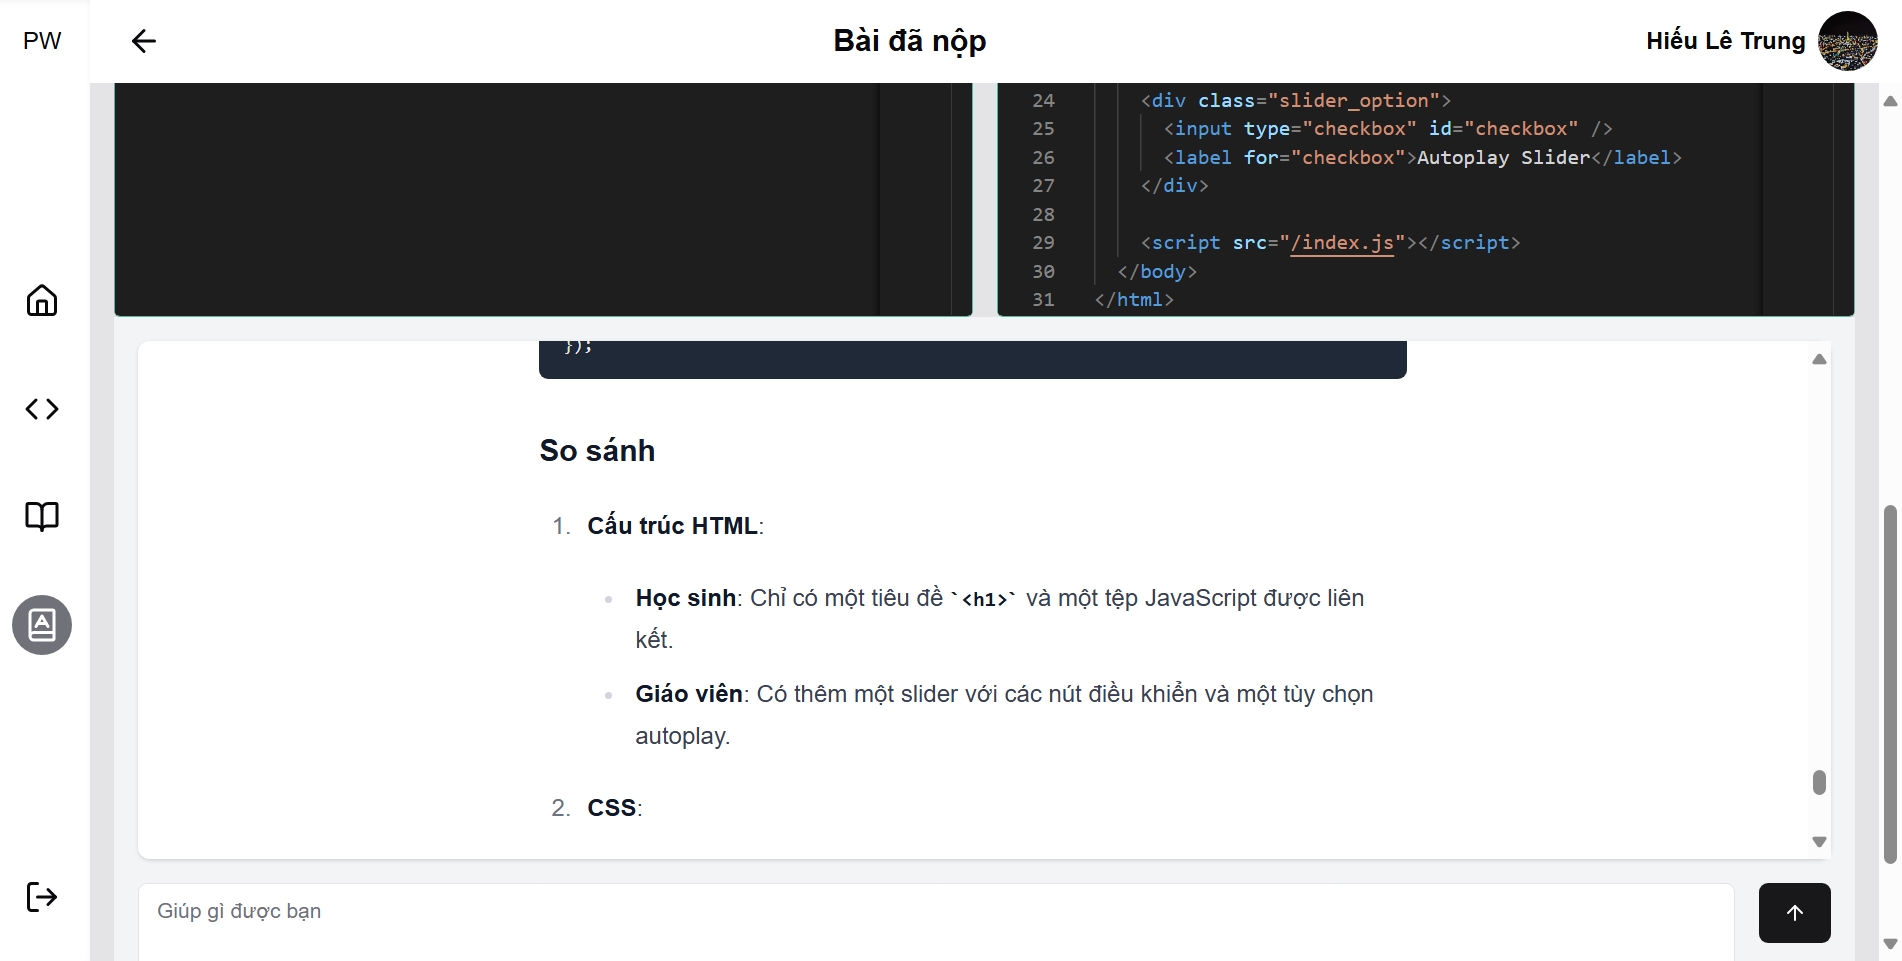 PW
Bài đã nộp
Hiếu Lê Trung
24 <div class="slider_option">
25 <input type="checkbox" id="checkbox" />
26 <label for="checkbox">Autoplay Slider</label>
27 </div>
28
29 <script src="/index.js"></script>
30 </body>
31 </html>
});
So sánh
1. Cấu trúc HTML:
Học sinh: Chỉ có một tiêu đề `<h1>` và một tệp JavaScript được liên
kết.
Giáo viên: Có thêm một slider với các nút điều khiển và một tùy chọn
autoplay.
2. CSS:
Giúp gì được bạn